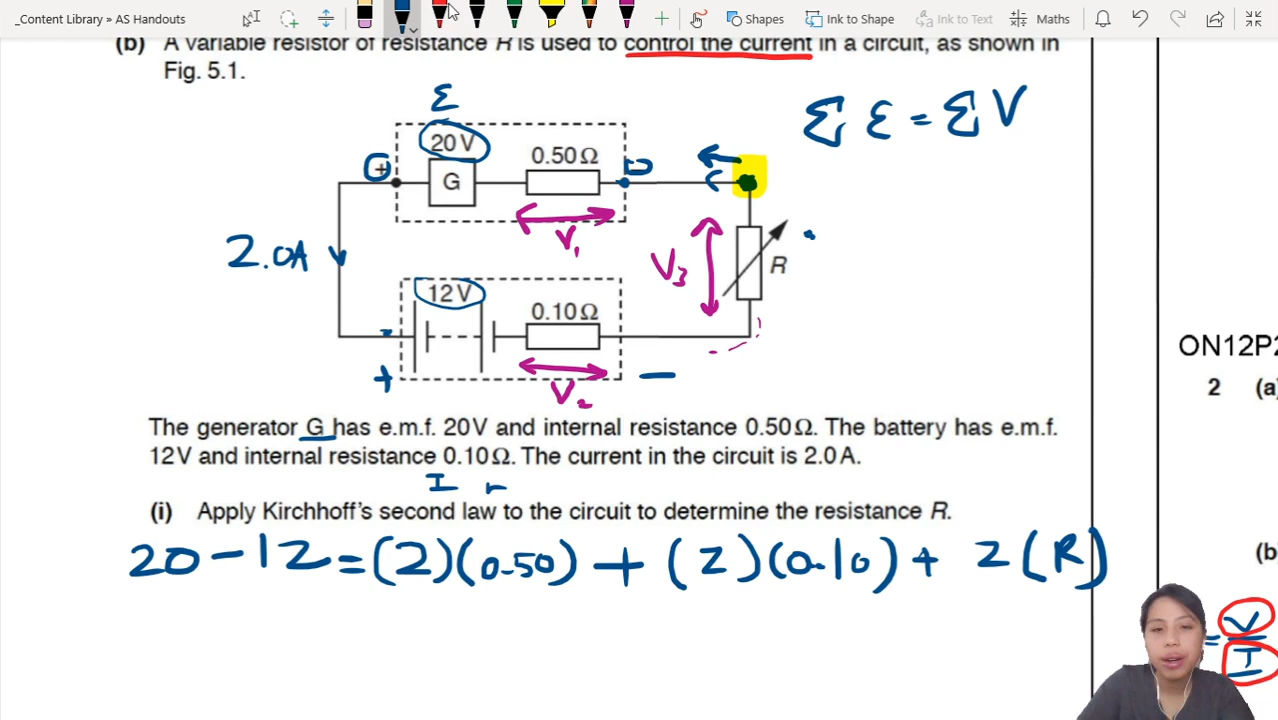 _Content Library » AS Handouts
Shapes
Ink to Shape
Ink to Text
Maths
(b) A variable resistor of resistance R is used to control the current in a circuit, as shown in
Fig. 5.1.
Σ ε = Σ V
ε
20 V
0.50 Ω
+
G
V₁
2.0A
V₃
R
12 V
0.10 Ω
-
+
V₂
−
The generator G has e.m.f. 20 V and internal resistance 0.50 Ω. The battery has e.m.f.
12 V and internal resistance 0.10 Ω. The current in the circuit is 2.0 A.
I r
(i) Apply Kirchhoff's second law to the circuit to determine the resistance R.
20 - 12 = (2)(0.50) + (2)(0.10) + 2(R)
ON12P2
2 (a)
(b)
= V
I